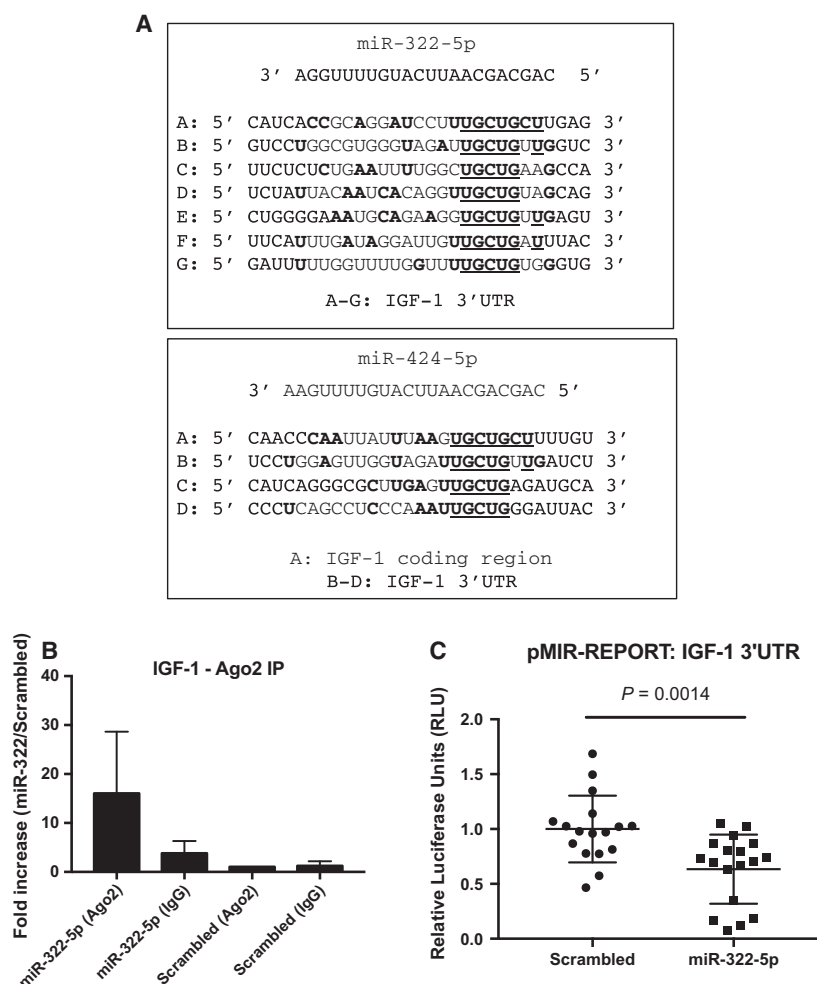 A
miR-322-5p
3' AGGUUUUGUACUUAACGACGAC 5'
A: 5' CAUCACCGCAGGAUCCUUUGCUGCUUGAG 3'
B: 5' GUCCUGGCGUGGGUAGAUUGCUGUUGGUC 3'
C: 5' UUCUCUCUGAAUUUUGGCUGCUGAAGCCA 3'
D: 5' UCUAUUACAAUCACAGGUUGCUGUAGCAG 3'
E: 5' CUGGGGAAAUGCAGAAGGUGCUGUUGAGU 3'
F: 5' UUCAUUUGAUAGGAUUGUUGCUGAUUUAC 3'
G: 5' GAUUUUUGGUUUUGGUUUUGCUGUGGGUG 3'
A-G: IGF-1 3'UTR
miR-424-5p
3' AAGUUUUGUACUUAACGACGAC 5'
A: 5' CAACCCAAUUAUUUAAGUGCUGCUUUUGU 3'
B: 5' UCCUGGAGUUGGUAGAUUGCUGUUGAUCU 3'
C: 5' CAUCAGGGCGCUUGAGUUGCUGAGAUGCA 3'
D: 5' CCCUCAGCCUCCCAAAUUGCUGGGAUUAC 3'
A: IGF-1 coding region
B-D: IGF-1 3'UTR
B
IGF-1 - Ago2 IP
Fold increase (miR-322/Scrambled)
40
30
20
10
0
miR-322-5p (Ago2)
miR-322-5p (IgG)
Scrambled (Ago2)
Scrambled (IgG)
C
pMIR-REPORT: IGF-1 3'UTR
P = 0.0014
Relative Luciferase Units (RLU)
2.0
1.5
1.0
0.5
0.0
Scrambled
miR-322-5p